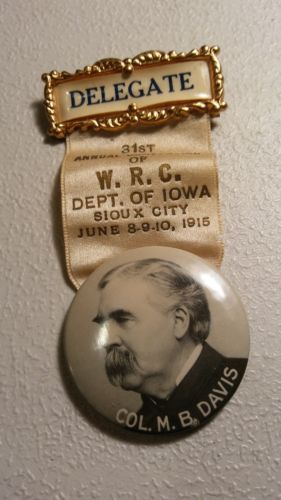 DELEGATE
31ST
ANNUAL
OF
W. R. C.
DEPT. OF IOWA
SIOUX CITY
JUNE 8-9-10, 1915
COL. M. B. DAVIS